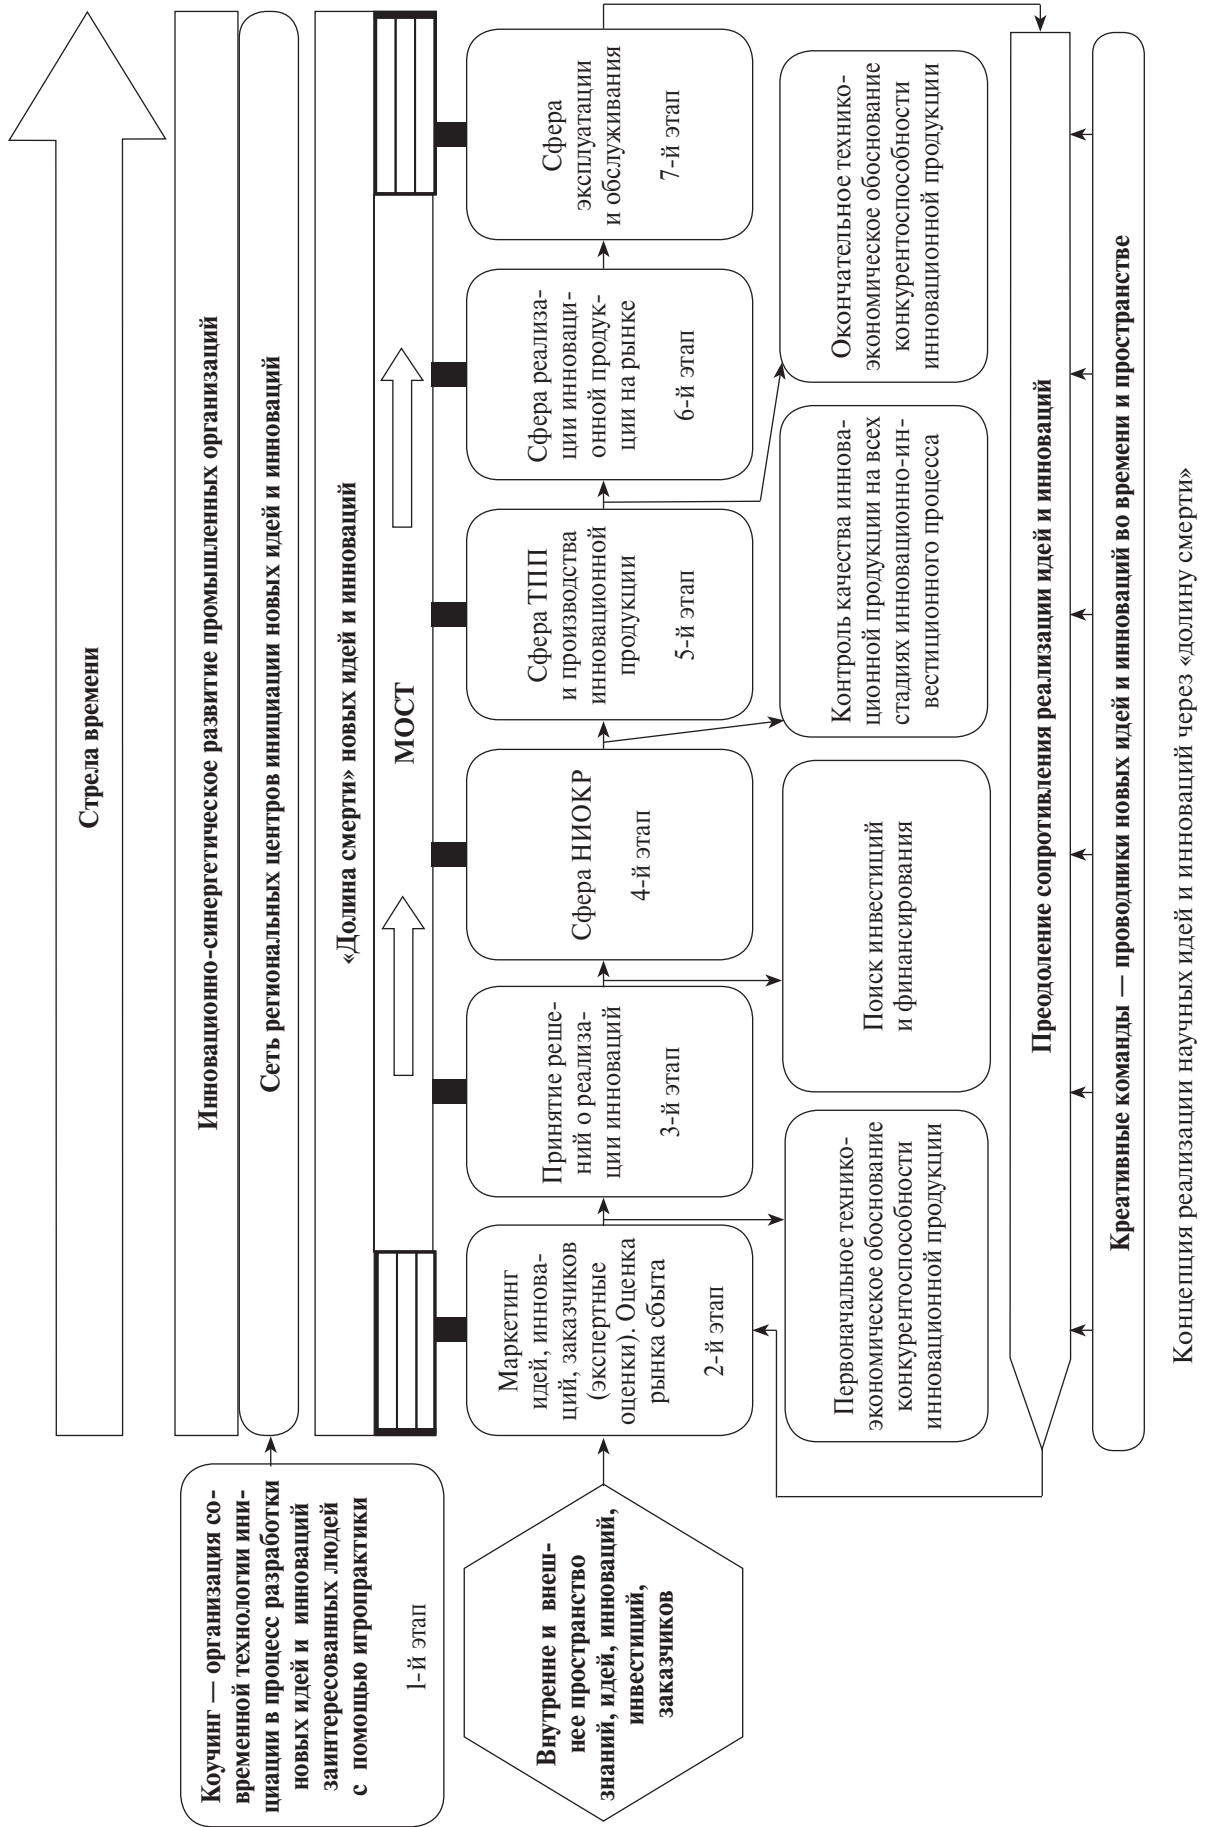 Стрела времени
Инновационно-синергетическое развитие промышленных организаций
Коучинг — организация со-
временной технологии ини-
циации в процесс разработки
новых идей и инноваций
заинтересованных людей
с помощью игропрактики
1-й этап
Сеть региональных центров инициации новых идей и инноваций
«Долина смерти» новых идей и инноваций
МОСТ
Внутренне и внеш-
нее пространство
знаний, идей, инноваций,
инвестиций,
заказчиков
Маркетинг
идей, иннова-
ций, заказчиков
(экспертные
оценки). Оценка
рынка сбыта
2-й этап
Принятие реше-
ний о реализа-
ции инноваций
3-й этап
Сфера НИОКР
4-й этап
Сфера ТПП
и производства
инновационной
продукции
5-й этап
Сфера реализа-
ции инноваци-
онной продук-
ции на рынке
6-й этап
Сфера
эксплуатации
и обслуживания
7-й этап
Первоначальное технико-
экономическое обоснование
конкурентоспособности
инновационной продукции
Поиск инвестиций
и финансирования
Контроль качества иннова-
ционной продукции на всех
стадиях инновационно-ин-
вестиционного процесса
Окончательное технико-
экономическое обоснование
конкурентоспособности
инновационной продукции
Преодоление сопротивления реализации идей и инноваций
Креативные команды — проводники новых идей и инноваций во времени и пространстве
Концепция реализации научных идей и инноваций через «долину смерти»